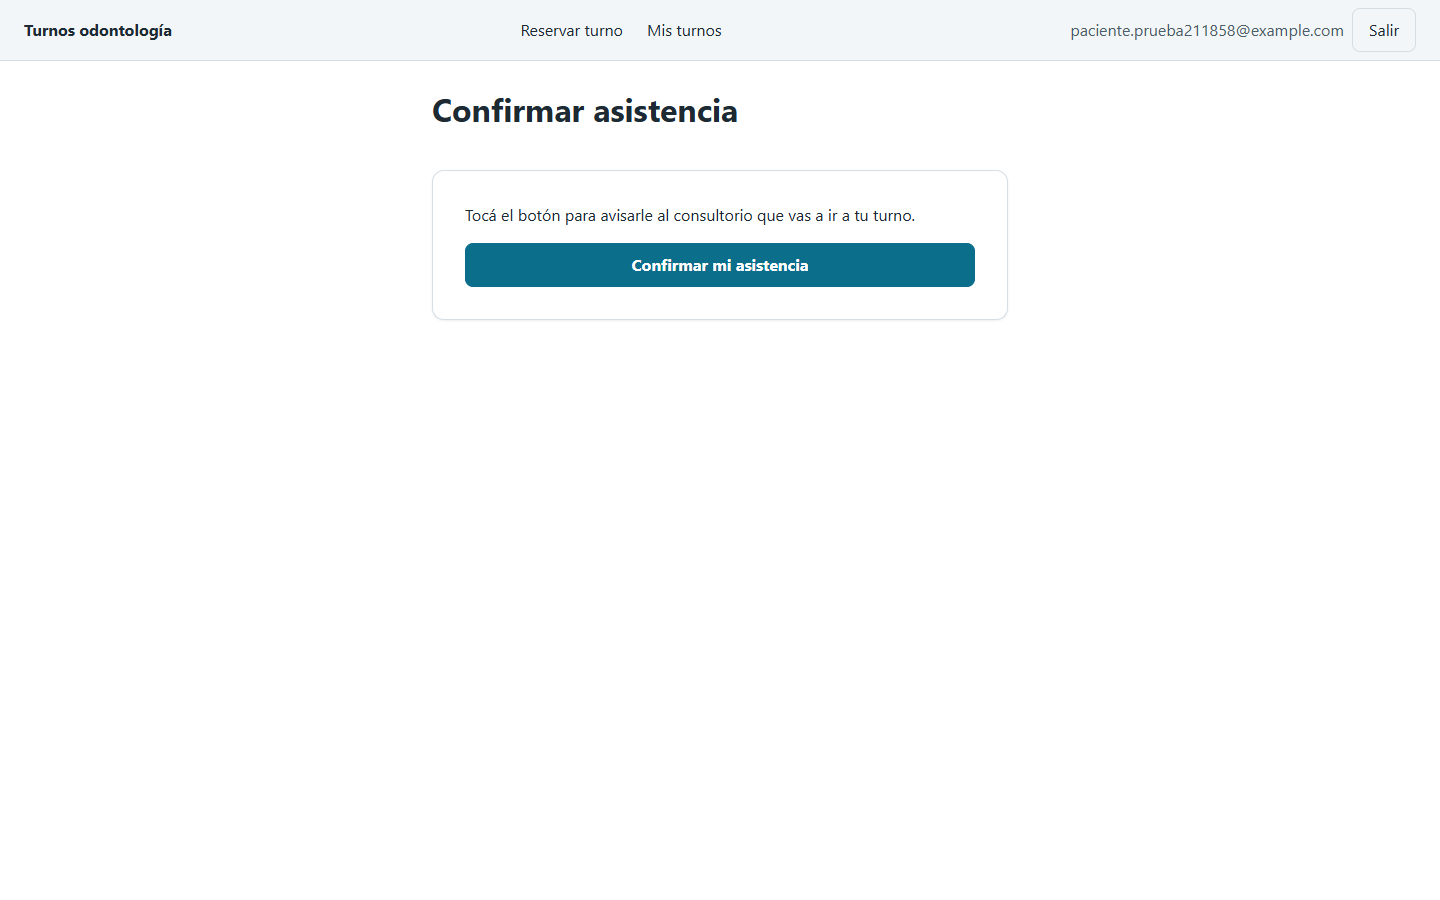 Turnos odontología
Reservar turno
Mis turnos
paciente.prueba211858@example.com
Salir
Confirmar asistencia
Tocá el botón para avisarle al consultorio que vas a ir a tu turno.
Confirmar mi asistencia